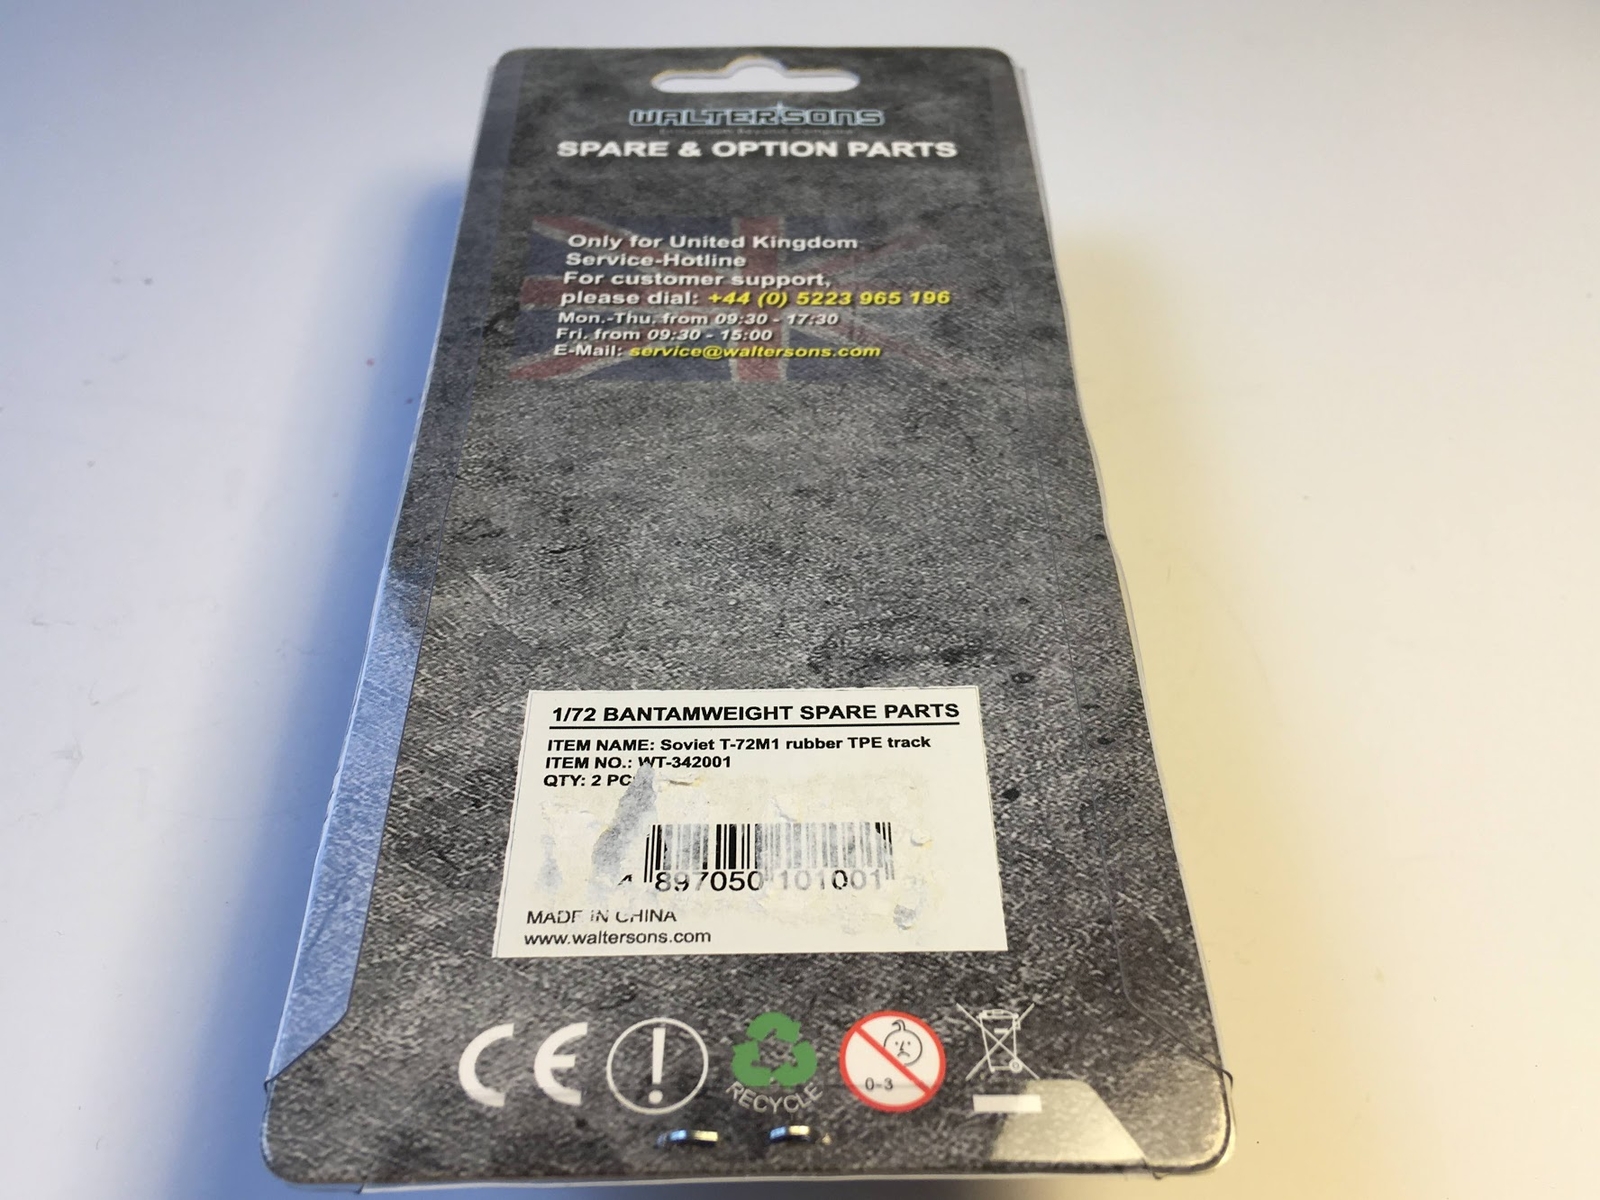 WALTERSONS
SPARE & OPTION PARTS
Only for United Kingdom
Service-Hotline
For customer support,
please dial: +44 (0) 5223 965 196
Mon.-Thu. from 09:30 - 17:30
Fri. from 09:30 - 15:00
E-Mail: service@waltersons.com
1/72 BANTAMWEIGHT SPARE PARTS
ITEM NAME: Soviet T-72M1 rubber TPE track
ITEM NO.: WT-342001
QTY: 2 PC
4 897050 101001
MADE IN CHINA
www.waltersons.com
CE
RECYCLE
0-3